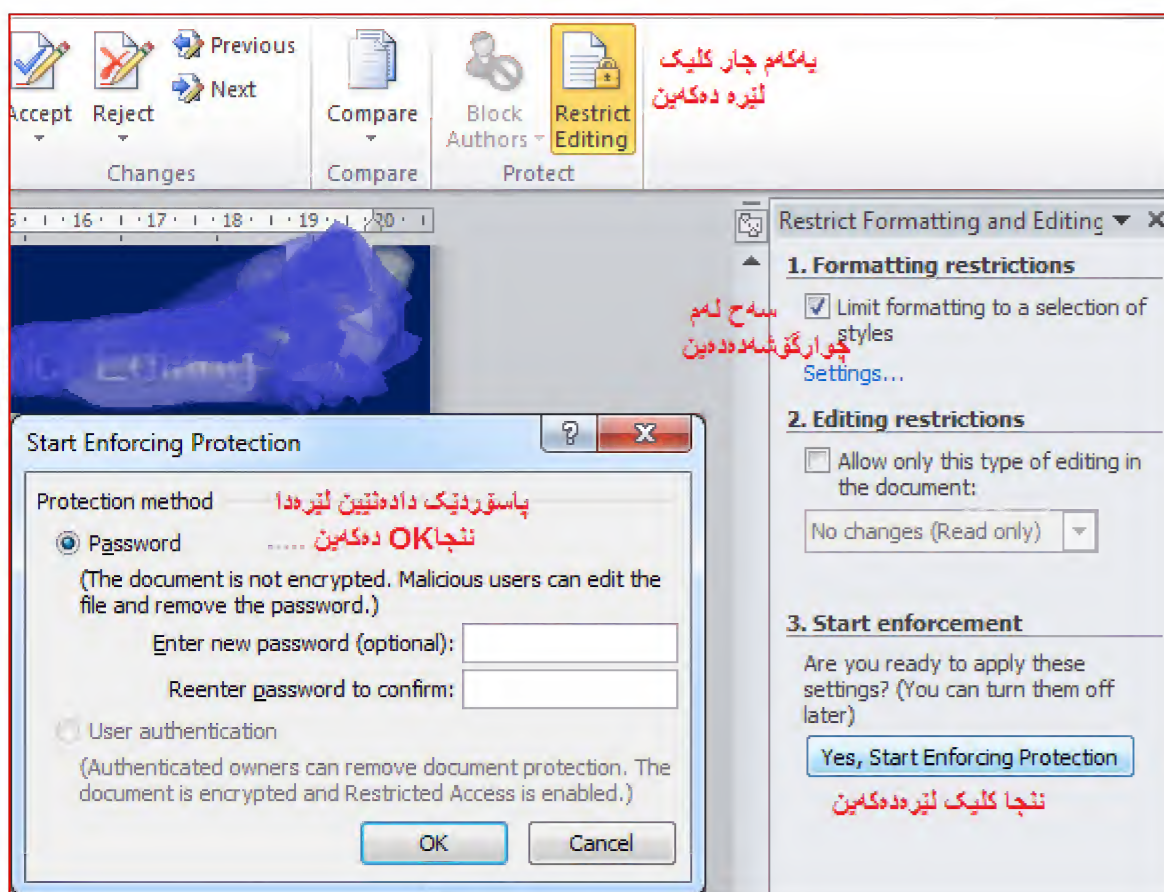 Previous
یەکەم جار کلیک
Next
لێرە دەکەین
Accept
Reject
Compare
Block
Authors
Restrict
Editing
Changes
Compare
Protect
16 · 17 · 18 · 19 · 20
Restrict Formatting and Editing
1. Formatting restrictions
سەح لەم
Limit formatting to a selection of
styles
چوارگۆشەدەدەین
Settings...
Editing
2. Editing restrictions
Allow only this type of editing in
the document:
No changes (Read only)
Start Enforcing Protection
Protection method
پاسۆردێک دادەنێین لێرەدا
Password
ئنجاOK دەکەین .....
(The document is not encrypted. Malicious users can edit the
file and remove the password.)
Enter new password (optional):
Reenter password to confirm:
User authentication
(Authenticated owners can remove document protection. The
document is encrypted and Restricted Access is enabled.)
OK
Cancel
3. Start enforcement
Are you ready to apply these
settings? (You can turn them off
later)
Yes, Start Enforcing Protection
ئنجا کلیک لێرەدەکەین